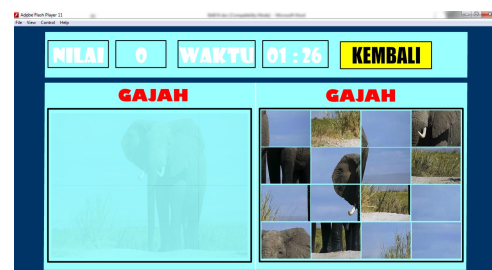 Adobe Flash Player 11
File View Control Help
NILAI 0 WAKTU 01 : 26 KEMBALI
GAJAH GAJAH